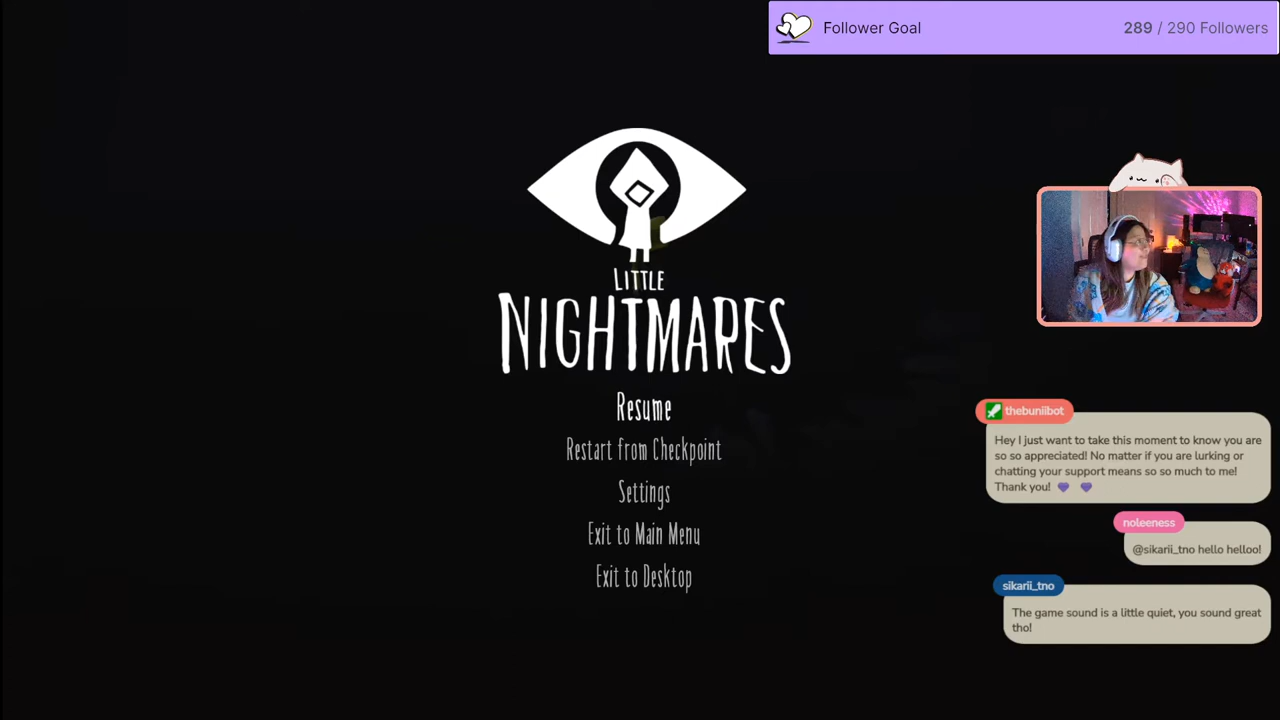 Follower Goal
289 / 290 Followers
LITTLE
NIGHTMARES
Resume
Restart from Checkpoint
Settings
Exit to Main Menu
Exit to Desktop
thebuniibot
Hey I just want to take this moment to know you are
so so appreciated! No matter if you are lurking or
chatting your support means so so much to me!
Thank you! 💜 💜
noleeness
@sikarii_tno hello helloo!
sikarii_tno
The game sound is a little quiet, you sound great
tho!